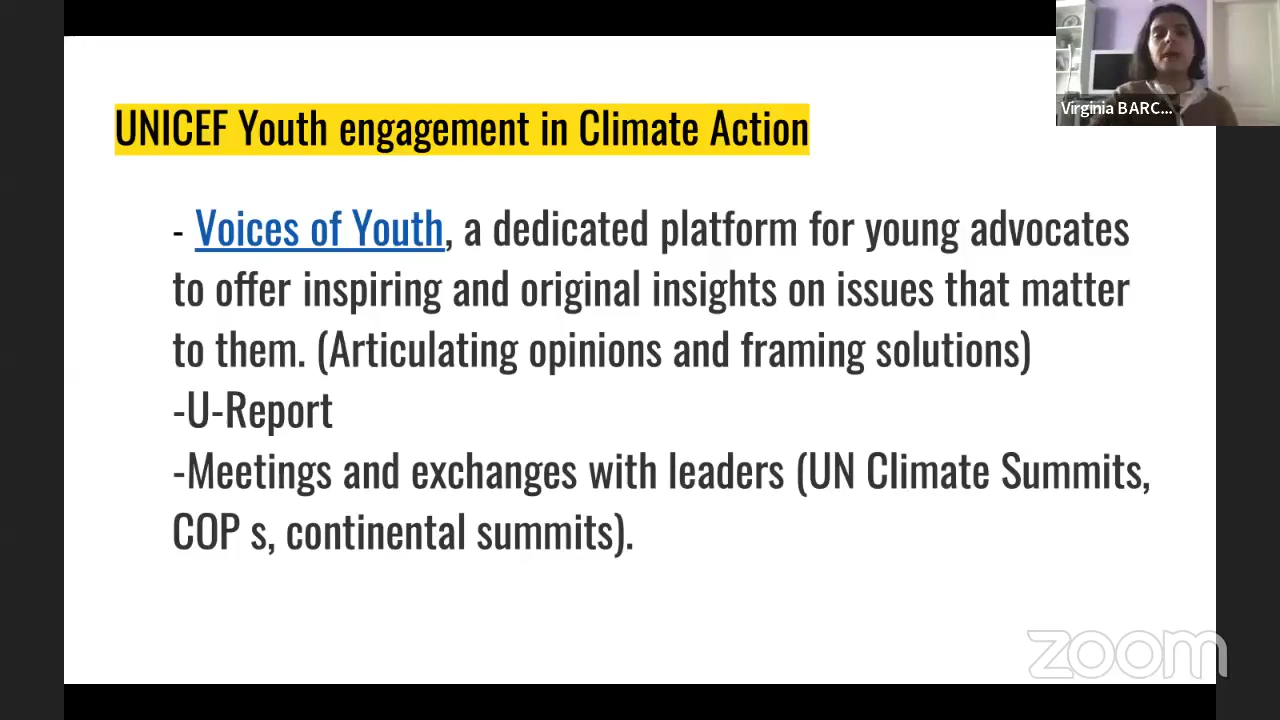 UNICEF Youth engagement in Climate Action
- Voices of Youth, a dedicated platform for young advocates
to offer inspiring and original insights on issues that matter
to them. (Articulating opinions and framing solutions)
-U-Report
-Meetings and exchanges with leaders (UN Climate Summits,
COP s, continental summits).
Virginia BARC...
zoom